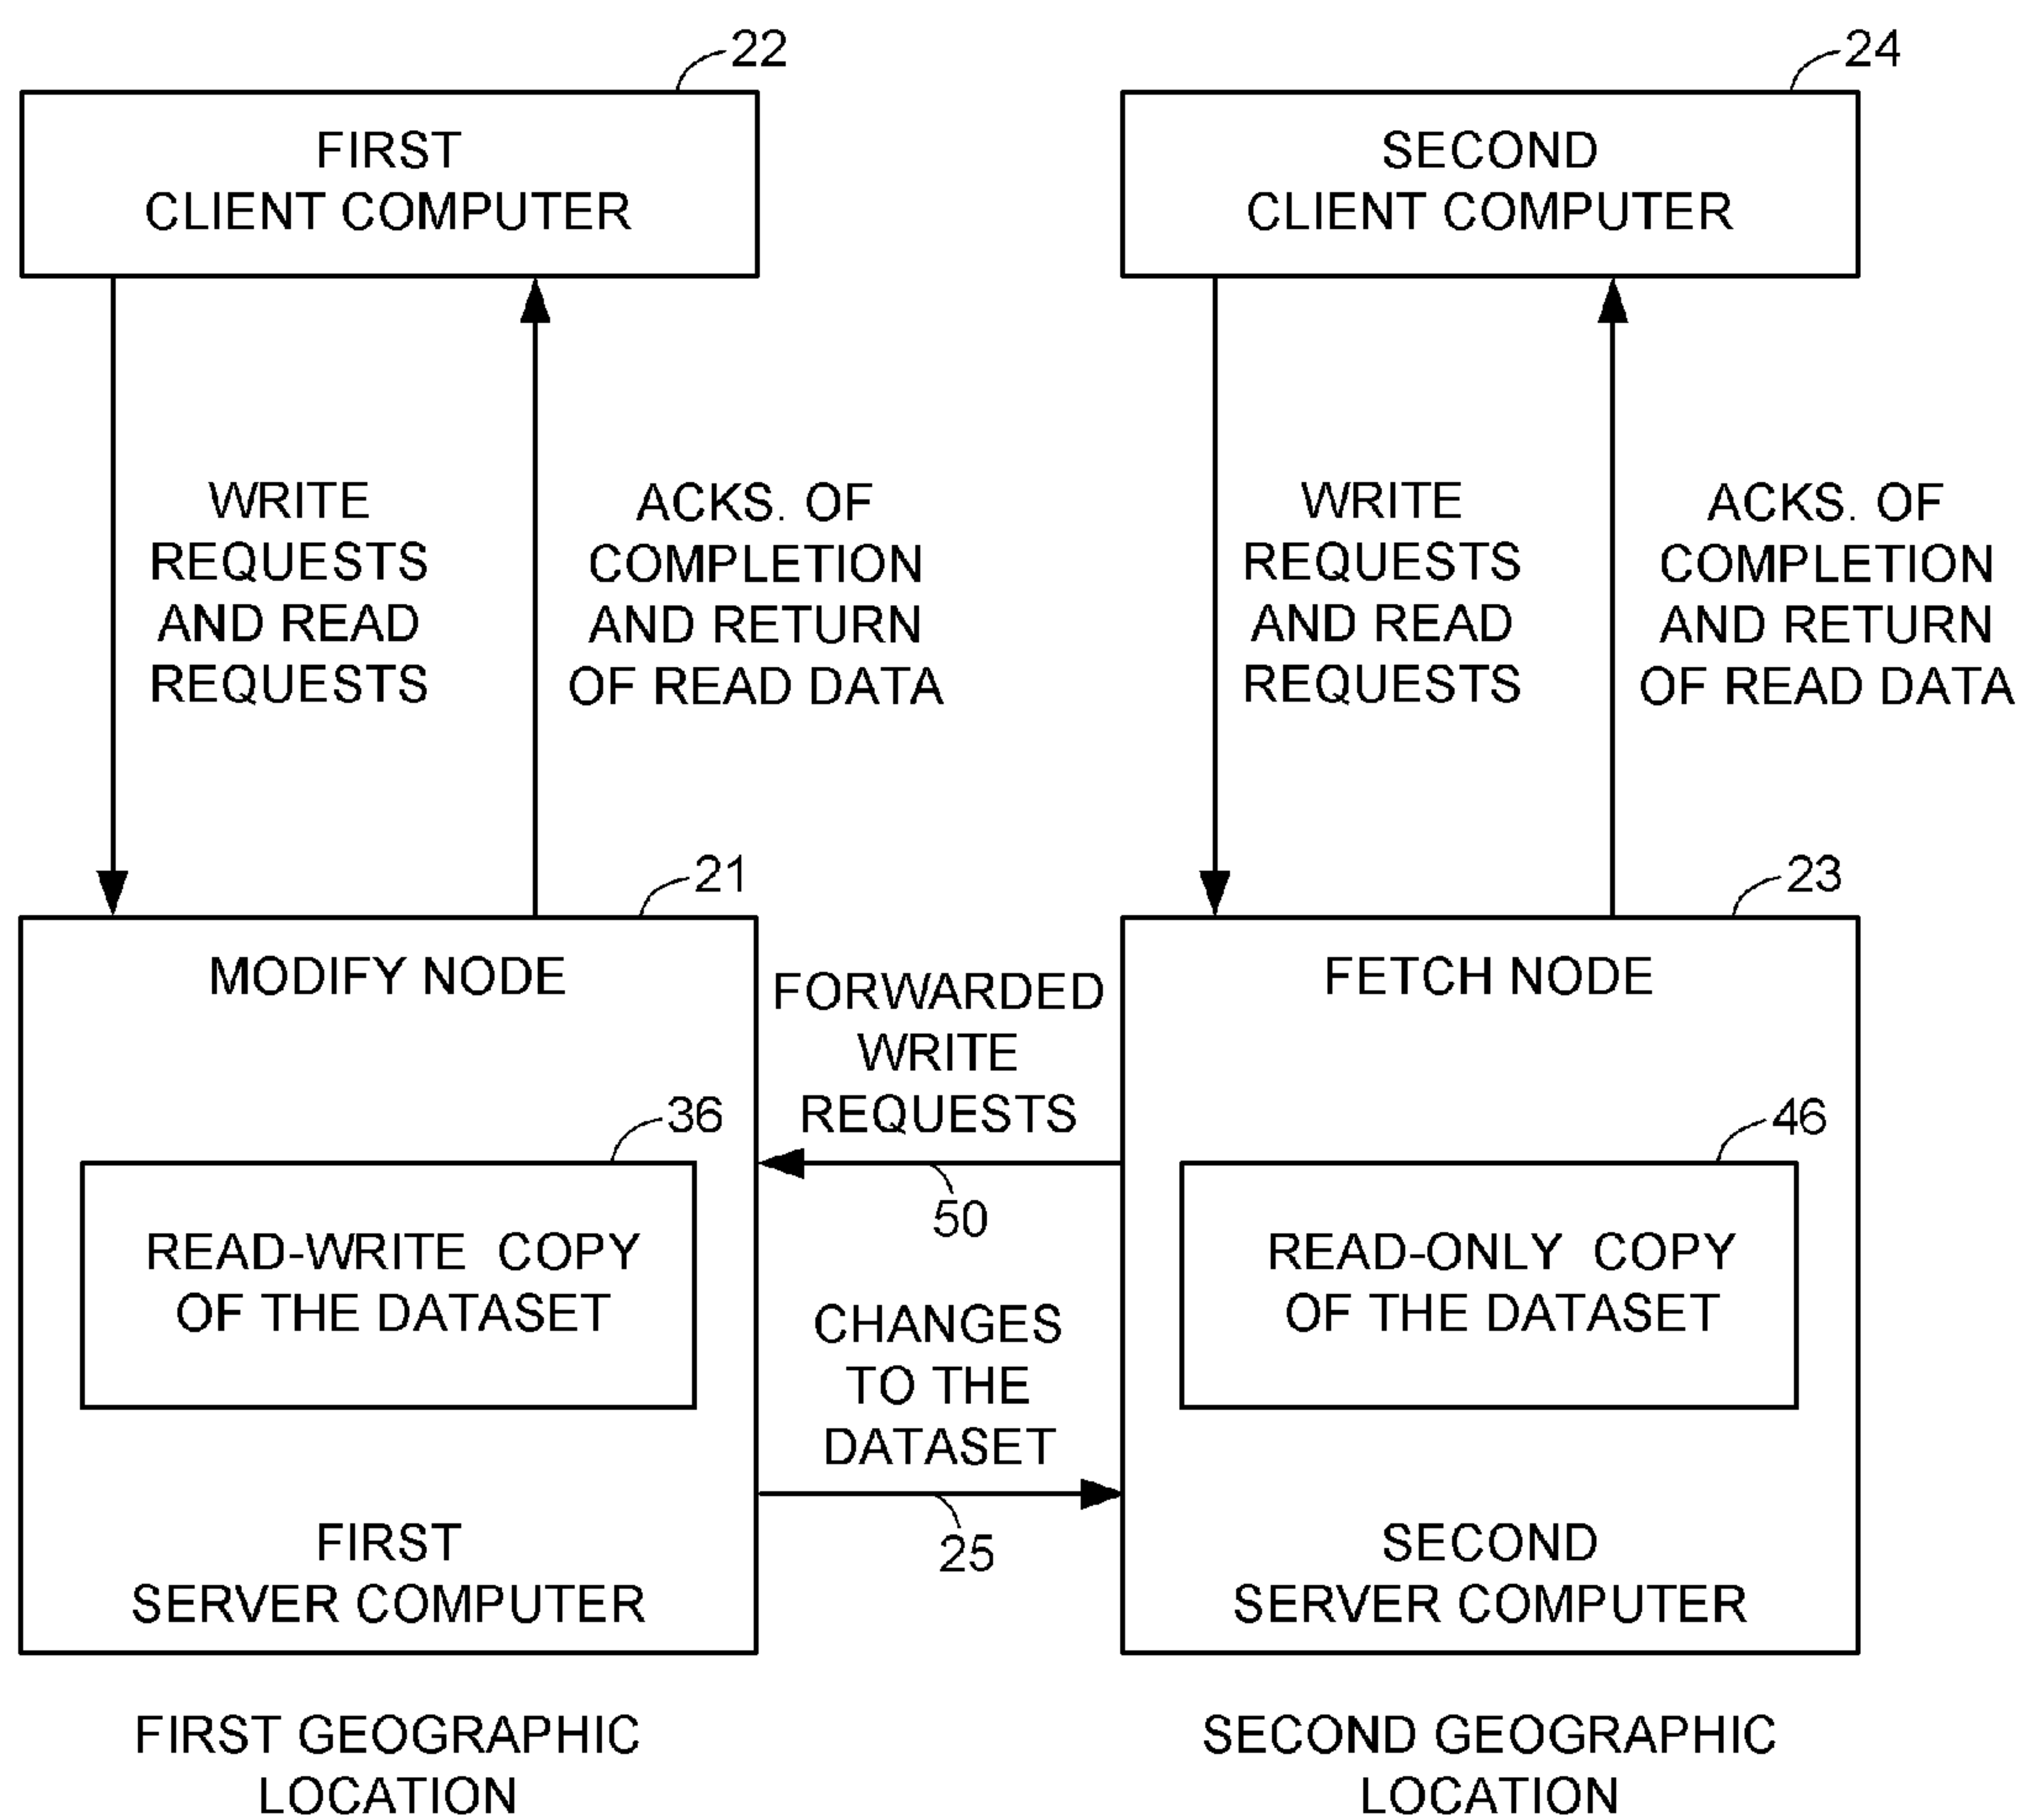 22
FIRST
CLIENT COMPUTER
24
SECOND
CLIENT COMPUTER
WRITE
REQUESTS
AND READ
REQUESTS
ACKS. OF
COMPLETION
AND RETURN
OF READ DATA
WRITE
REQUESTS
AND READ
REQUESTS
ACKS. OF
COMPLETION
AND RETURN
OF READ DATA
21
MODIFY NODE
36
READ-WRITE COPY
OF THE DATASET
FIRST
SERVER COMPUTER
FORWARDED
WRITE
REQUESTS
50
CHANGES
TO THE
DATASET
25
23
FETCH NODE
46
READ-ONLY COPY
OF THE DATASET
SECOND
SERVER COMPUTER
FIRST GEOGRAPHIC
LOCATION
SECOND GEOGRAPHIC
LOCATION